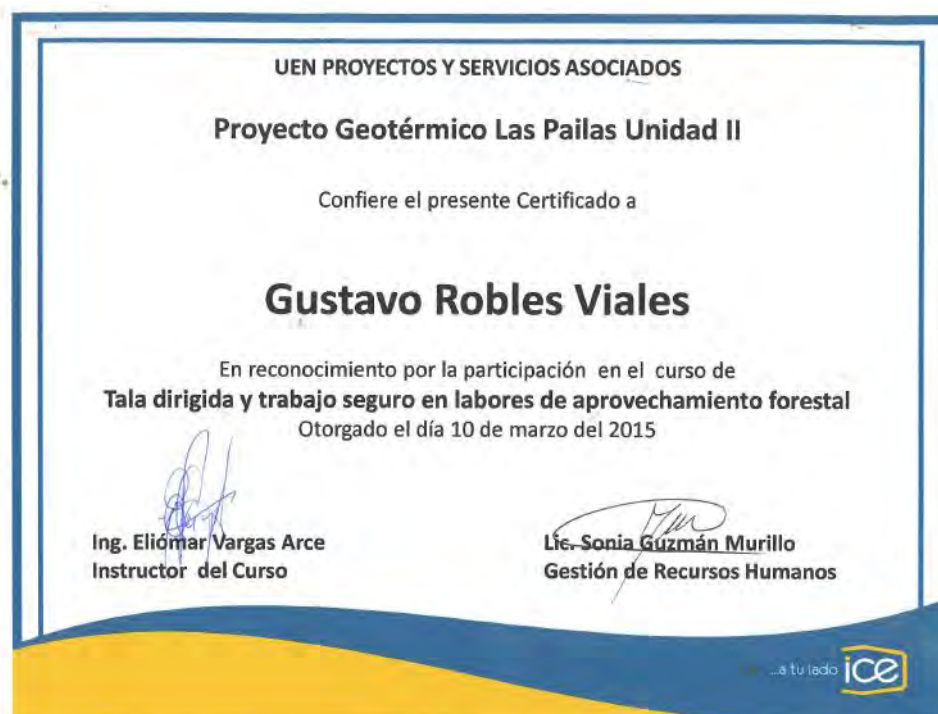 UEN PROYECTOS Y SERVICIOS ASOCIADOS
Proyecto Geotérmico Las Pailas Unidad II
Confiere el presente Certificado a
Gustavo Robles Viales
En reconocimiento por la participación en el curso de
Tala dirigida y trabajo seguro en labores de aprovechamiento forestal
Otorgado el día 10 de marzo del 2015
Ing. Eliómar Vargas Arce
Instructor del Curso
Lic. Sonia Guzmán Murillo
Gestión de Recursos Humanos
...a tu lado ice